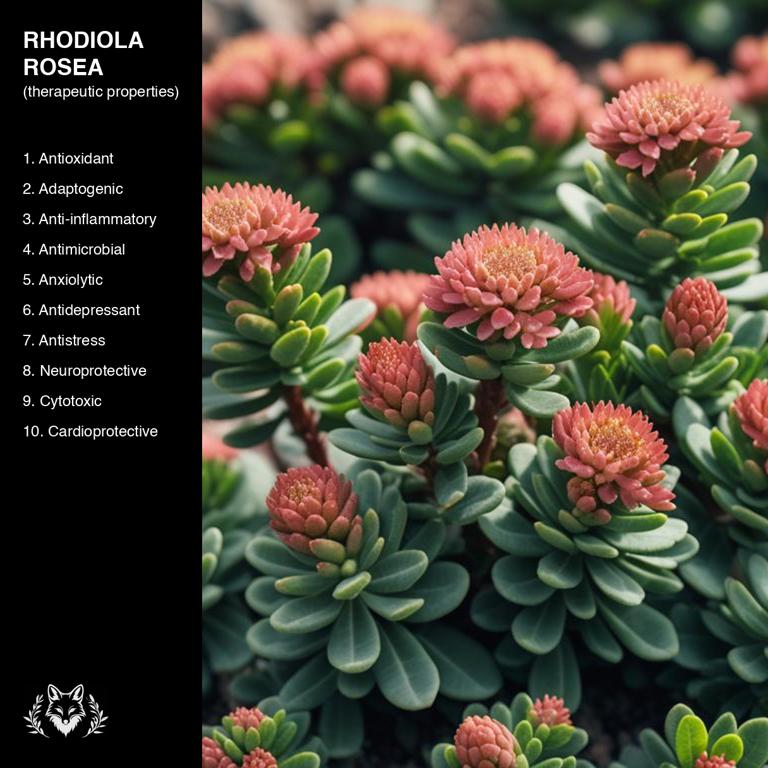 RHODIOLA
ROSEA
(therapeutic properties)
1. Antioxidant
2. Adaptogenic
3. Anti-inflammatory
4. Antimicrobial
5. Anxiolytic
6. Antidepressant
7. Antistress
8. Neuroprotective
9. Cytotoxic
10. Cardioprotective